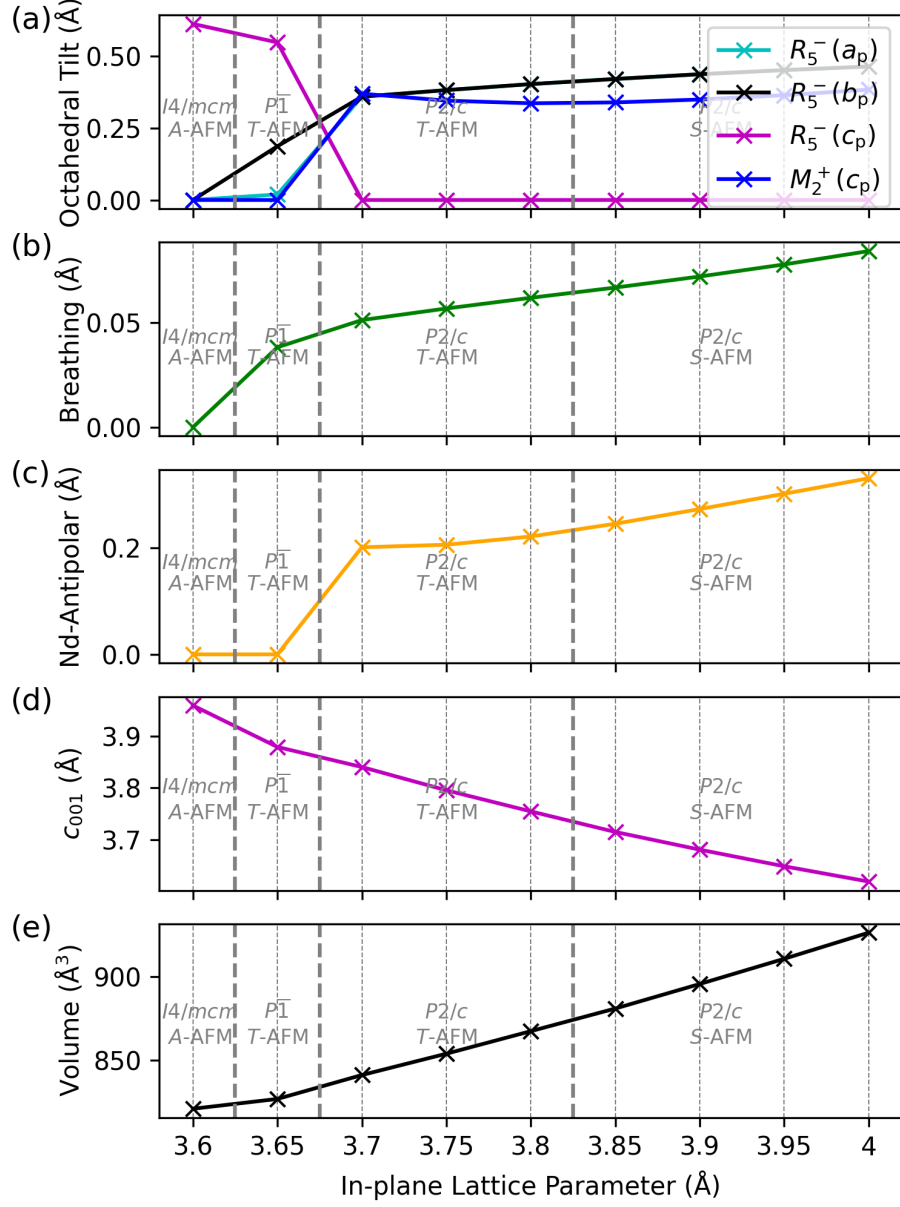 (a)
Octahedral Tilt (Å)
0.50
0.25
0.00
I4/mcm
A-AFM
P1̅
T-AFM
P2/c
T-AFM
P2/c
S-AFM
R₅⁻(aₚ)
R₅⁻(bₚ)
R₅⁻(cₚ)
M₂⁺(cₚ)
(b)
Breathing (Å)
0.05
0.00
I4/mcm
A-AFM
P1̅
T-AFM
P2/c
T-AFM
P2/c
S-AFM
(c)
Nd-Antipolar (Å)
0.2
0.0
I4/mcm
A-AFM
P1̅
T-AFM
P2/c
T-AFM
P2/c
S-AFM
(d)
c₀₀₁ (Å)
3.9
3.8
3.7
I4/mcm
A-AFM
P1̅
T-AFM
P2/c
T-AFM
P2/c
S-AFM
(e)
Volume (Å³)
900
850
I4/mcm
A-AFM
P1̅
T-AFM
P2/c
T-AFM
P2/c
S-AFM
3.6 3.65 3.7 3.75 3.8 3.85 3.9 3.95 4
In-plane Lattice Parameter (Å)